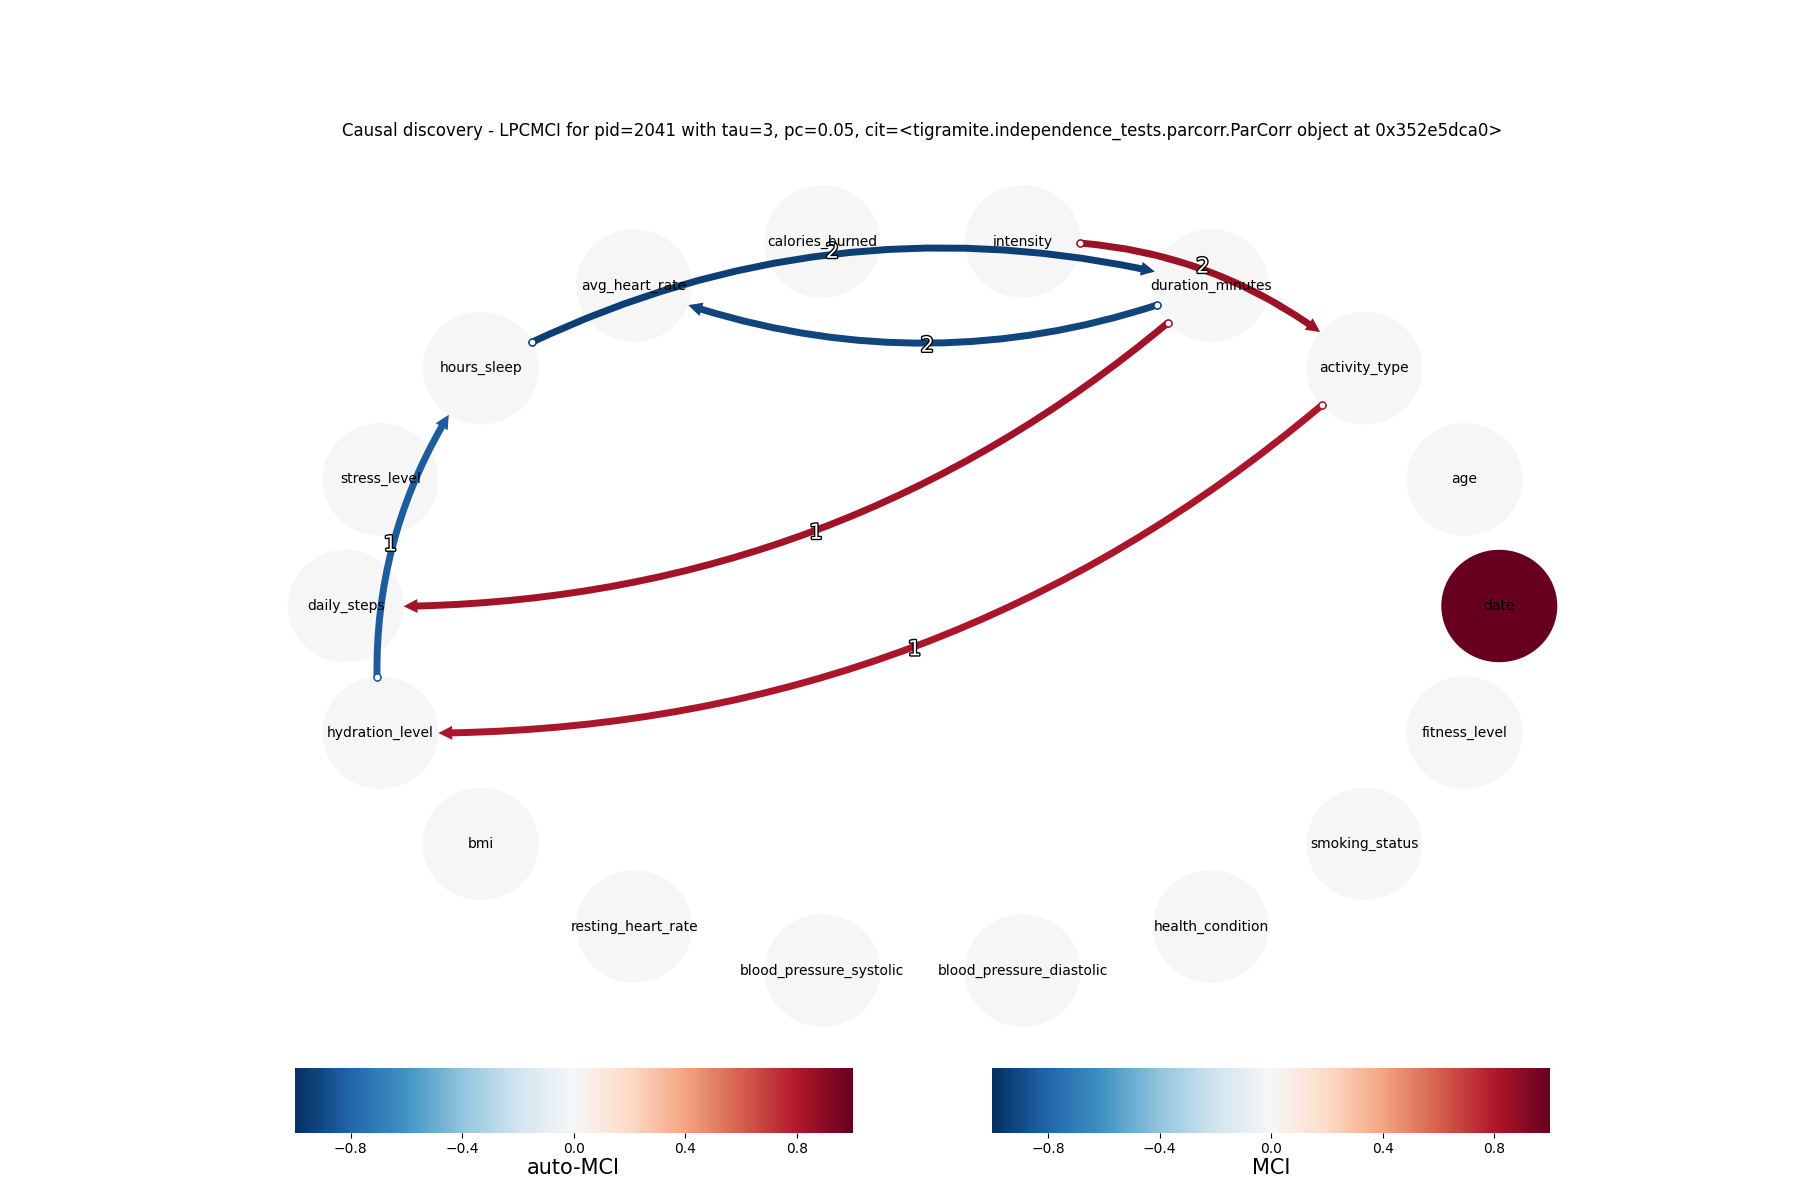 Causal discovery - LPCMCI for pid=2041 with tau=3, pc=0.05, cit=<tigramite.independence_tests.parcorr.ParCorr object at 0x352e5dca0>
calories_burned
intensity
2
2
avg_heart_rate
duration_minutes
2
hours_sleep
activity_type
stress_level
age
1
1
daily_steps
date
1
hydration_level
fitness_level
bmi
smoking_status
resting_heart_rate
health_condition
blood_pressure_systolic
blood_pressure_diastolic
−0.8 −0.4 0.0 0.4 0.8
auto-MCI
−0.8 −0.4 0.0 0.4 0.8
MCI